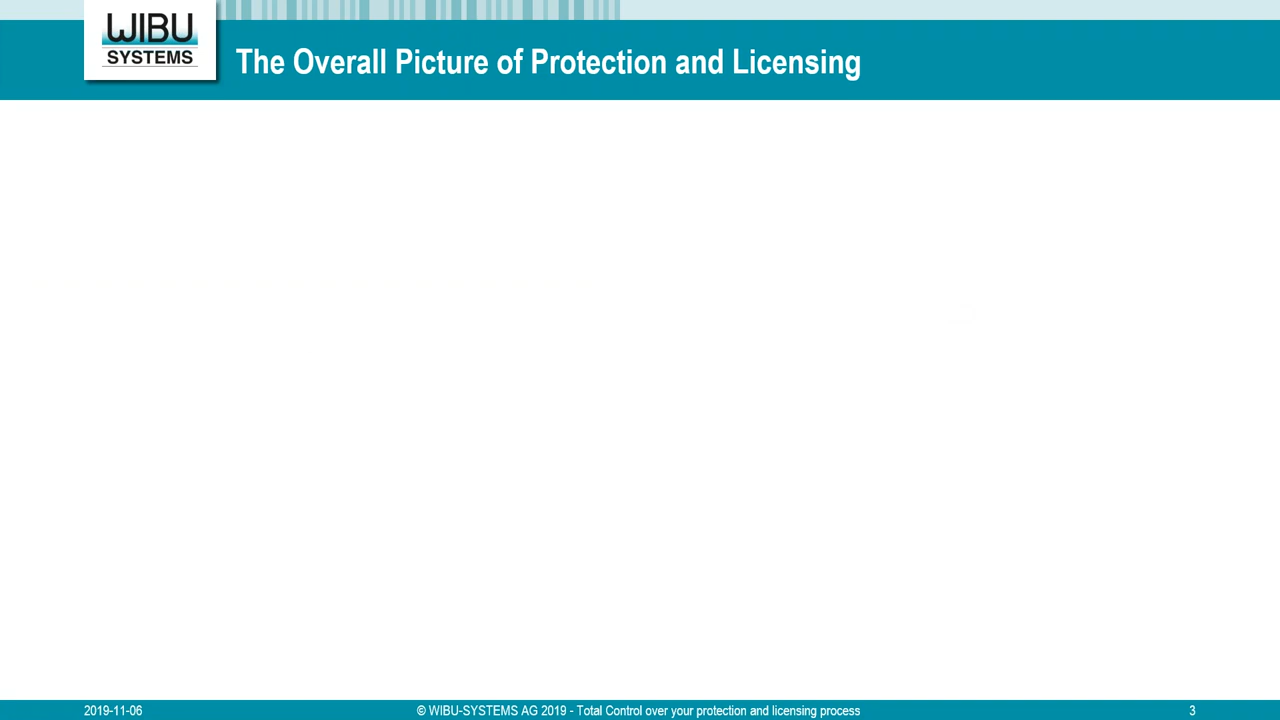 WIBU
SYSTEMS
The Overall Picture of Protection and Licensing
2019-11-06
© WIBU-SYSTEMS AG 2019 - Total Control over your protection and licensing process
3